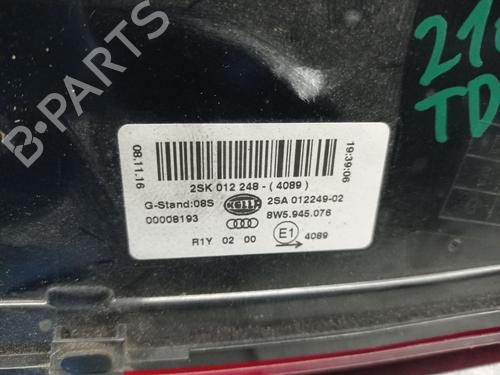 B-PARTS
08.11.16
19:39:06
2SK 012 248-(4089)
G-Stand:08S
HELLA
2SA 012249-02
00008193
8W5.945.076
R1Y 02 00
E1
4089
TD